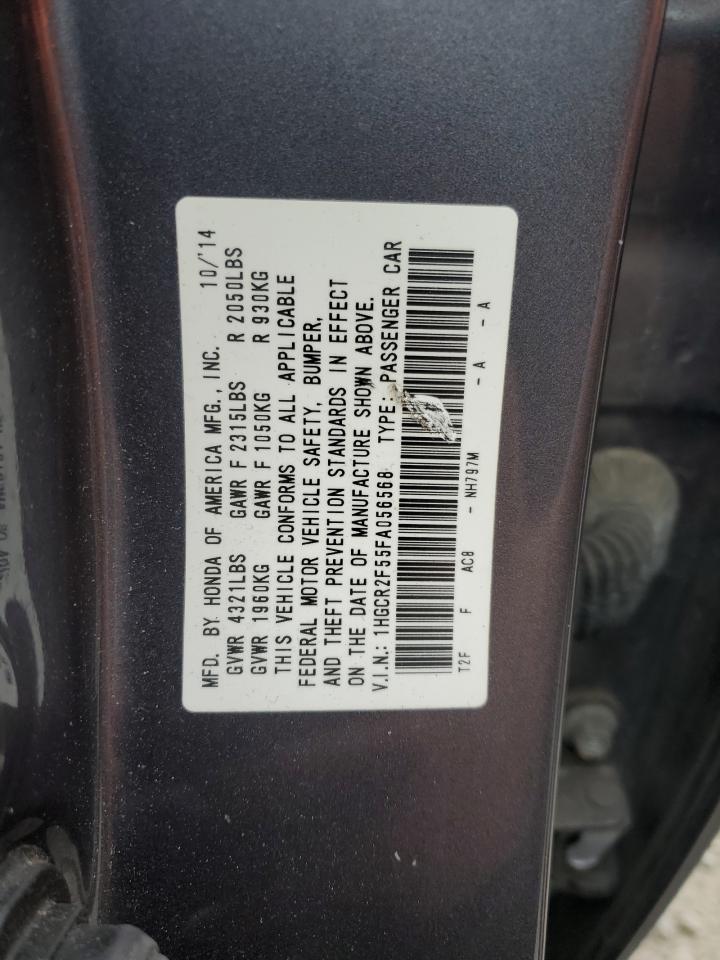 MFD. BY HONDA OF AMERICA MFG., INC. 10/'14
GVWR 4321LBS GAWR F 2315LBS R 2050LBS
GVWR 1960KG GAWR F 1050KG R 930KG
THIS VEHICLE CONFORMS TO ALL APPLICABLE
FEDERAL MOTOR VEHICLE SAFETY, BUMPER,
AND THEFT PREVENTION STANDARDS IN EFFECT
ON THE DATE OF MANUFACTURE SHOWN ABOVE.
V.I.N.: 1HGCR2F55FA056568 TYPE: PASSENGER CAR
T2F F AC8 - NH797M - A - A